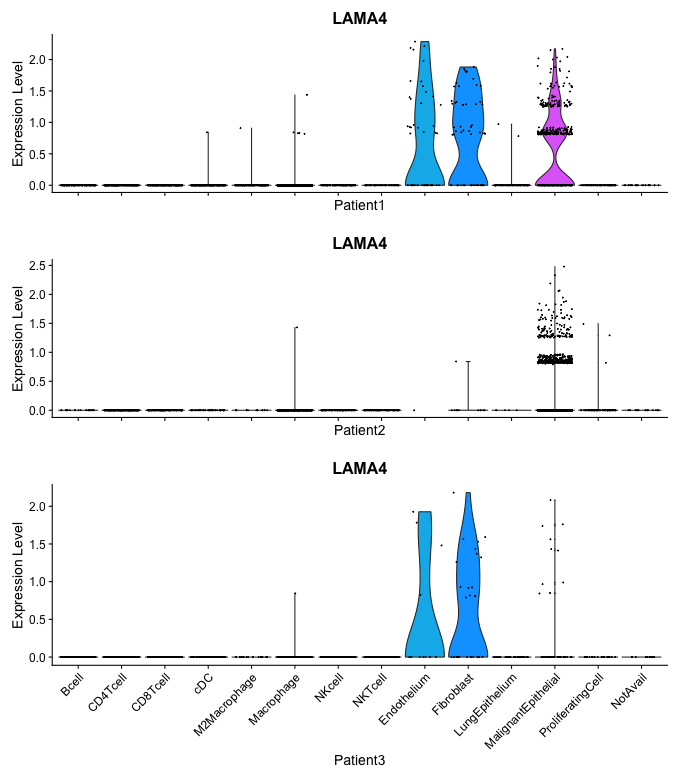 LAMA4
Expression Level
2.0
1.5
1.0
0.5
0.0
Patient1
LAMA4
Expression Level
2.5
2.0
1.5
1.0
0.5
0.0
Patient2
LAMA4
Expression Level
2.0
1.5
1.0
0.5
0.0
Bcell
CD4Tcell
CD8Tcell
cDC
M2Macrophage
Macrophage
NKcell
NKTcell
Endothelium
Fibroblast
LungEpithelium
MalignantEpithelial
ProliferatingCell
NotAvail
Patient3